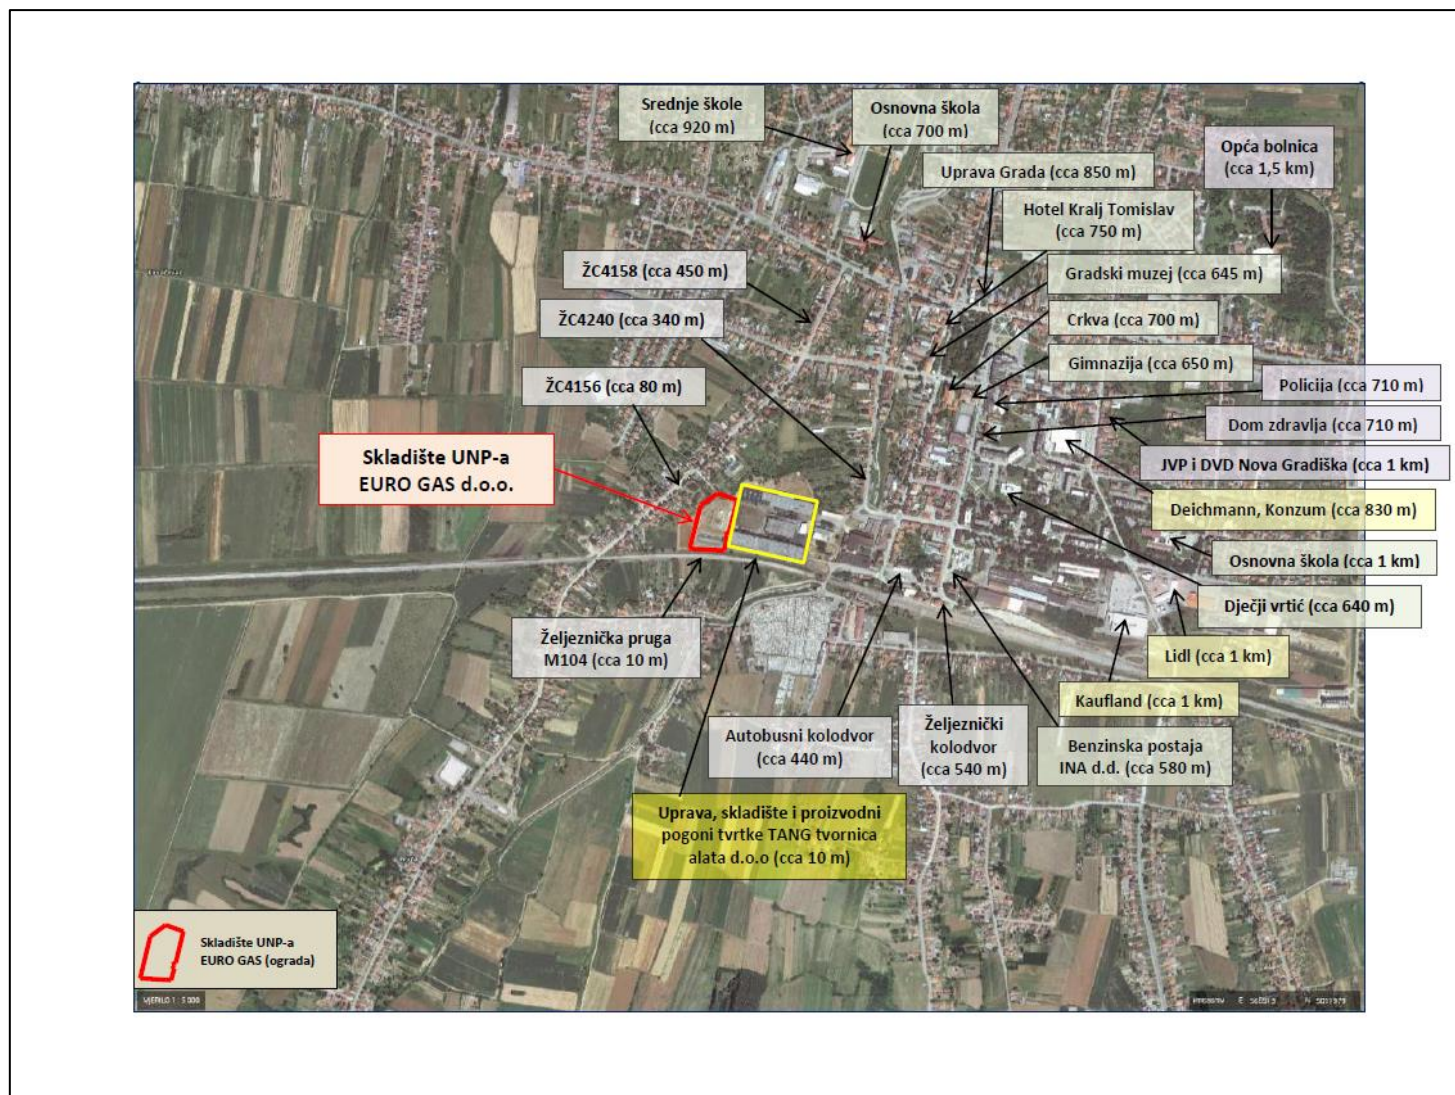 Srednje škole
(cca 920 m)
Osnovna škola
(cca 700 m)
Opća bolnica
(cca 1,5 km)
Uprava Grada (cca 850 m)
Hotel Kralj Tomislav
(cca 750 m)
ŽC4158 (cca 450 m)
Gradski muzej (cca 645 m)
ŽC4240 (cca 340 m)
Crkva (cca 700 m)
Gimnazija (cca 650 m)
ŽC4156 (cca 80 m)
Policija (cca 710 m)
Dom zdravlja (cca 710 m)
Skladište UNP-a
EURO GAS d.o.o.
JVP i DVD Nova Gradiška (cca 1 km)
Deichmann, Konzum (cca 830 m)
Osnovna škola (cca 1 km)
Dječji vrtić (cca 640 m)
Željeznička pruga
M104 (cca 10 m)
Lidl (cca 1 km)
Kaufland (cca 1 km)
Autobusni kolodvor
(cca 440 m)
Željeznički
kolodvor
(cca 540 m)
Benzinska postaja
INA d.d. (cca 580 m)
Uprava, skladište i proizvodni
pogoni tvrtke TANG tvornica
alata d.o.o (cca 10 m)
Skladište UNP-a
EURO GAS (ograda)
MJERILO 1 : 5 000